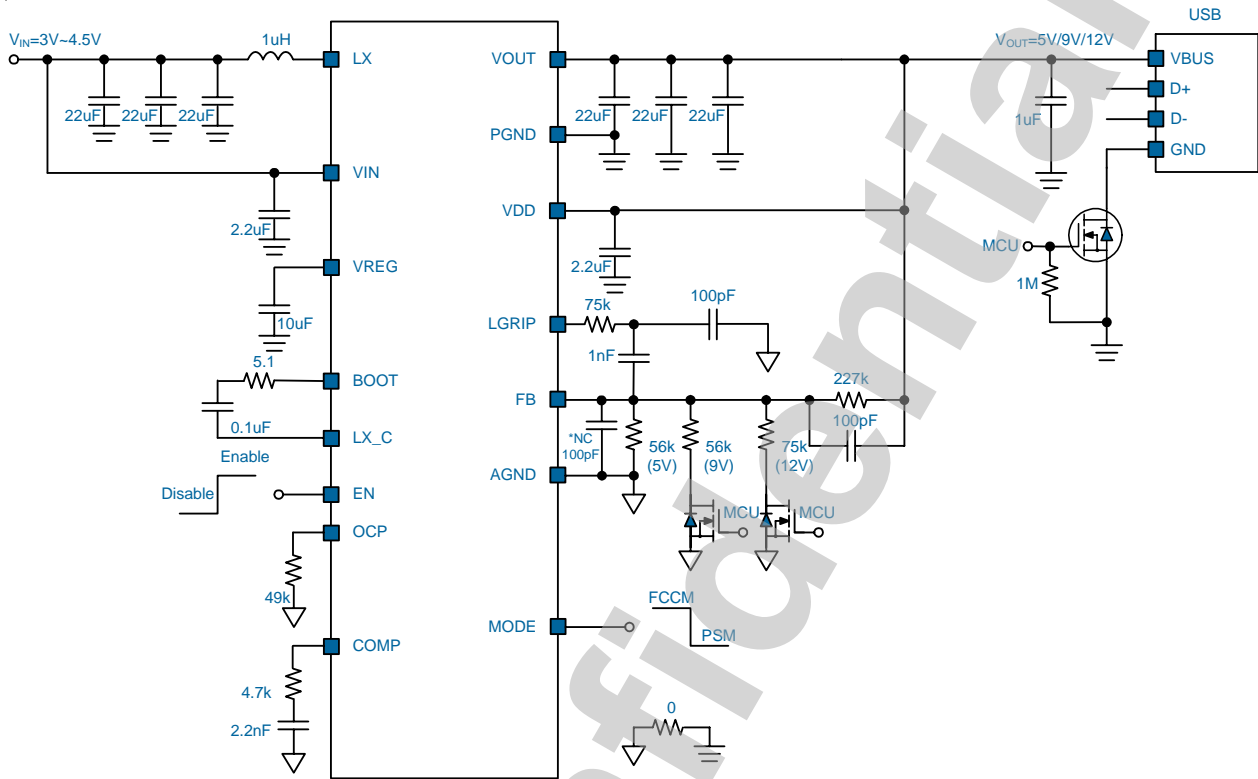 USB
V_IN=3V~4.5V
1uH
LX
VOUT
V_OUT=5V/9V/12V
VBUS
D+
22uF
22uF
22uF
22uF
22uF
22uF
1uF
D-
PGND
GND
VIN
VDD
2.2uF
MCU
VREG
2.2uF
1M
100pF
75k
10uF
LGRIP
1nF
5.1
BOOT
227k
FB
100pF
0.1uF
LX_C
*NC
100pF
56k
(5V)
56k
(9V)
75k
(12V)
Enable
AGND
Disable
EN
MCU
MCU
OCP
49k
FCCM
MODE
PSM
COMP
4.7k
0
2.2nF
fidential